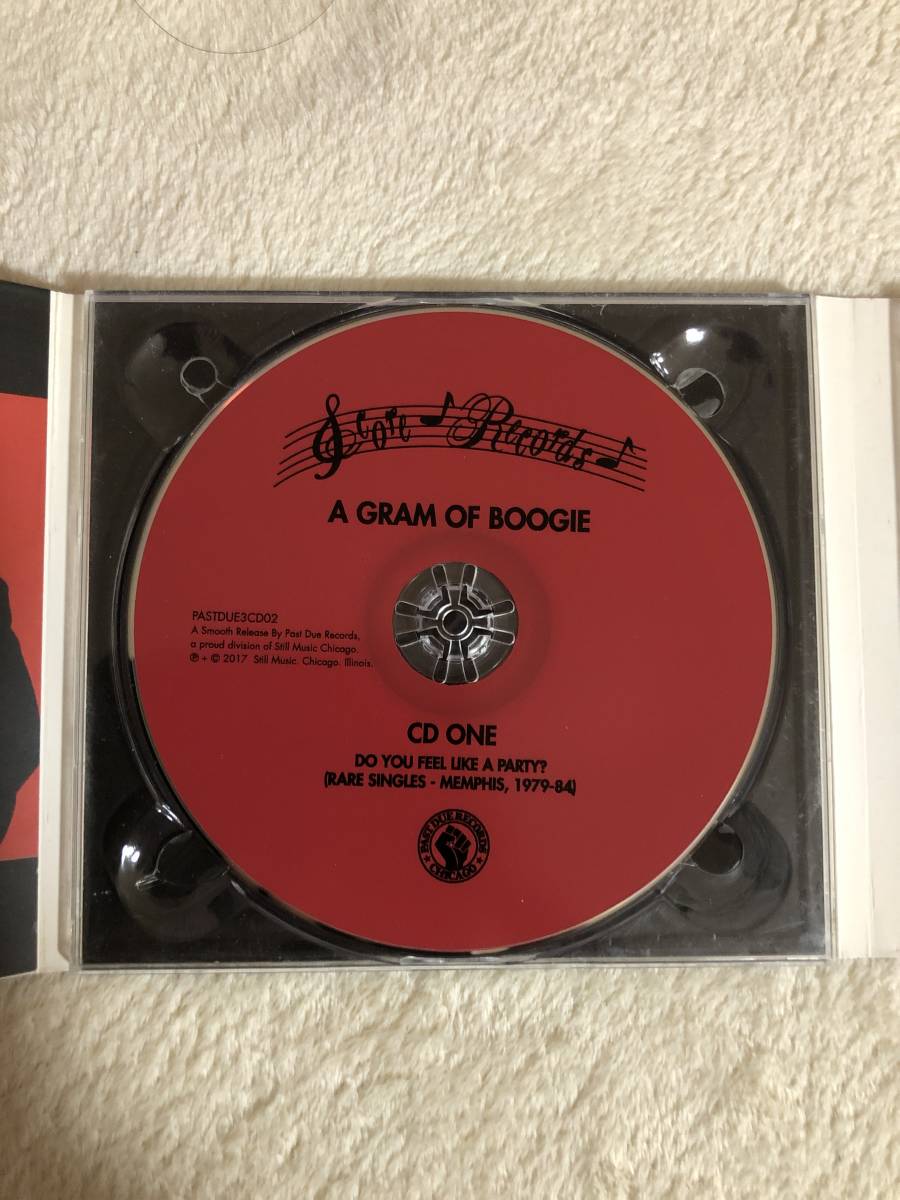 Score Records
A GRAM OF BOOGIE
PASTDUE3CD02
A Smooth Release By Past Due Records,
a proud division of Still Music Chicago.
℗ + © 2017 Still Music. Chicago. Illinois.
CD ONE
DO YOU FEEL LIKE A PARTY?
(RARE SINGLES - MEMPHIS, 1979-84)
PAST DUE RECORDS
CHICAGO